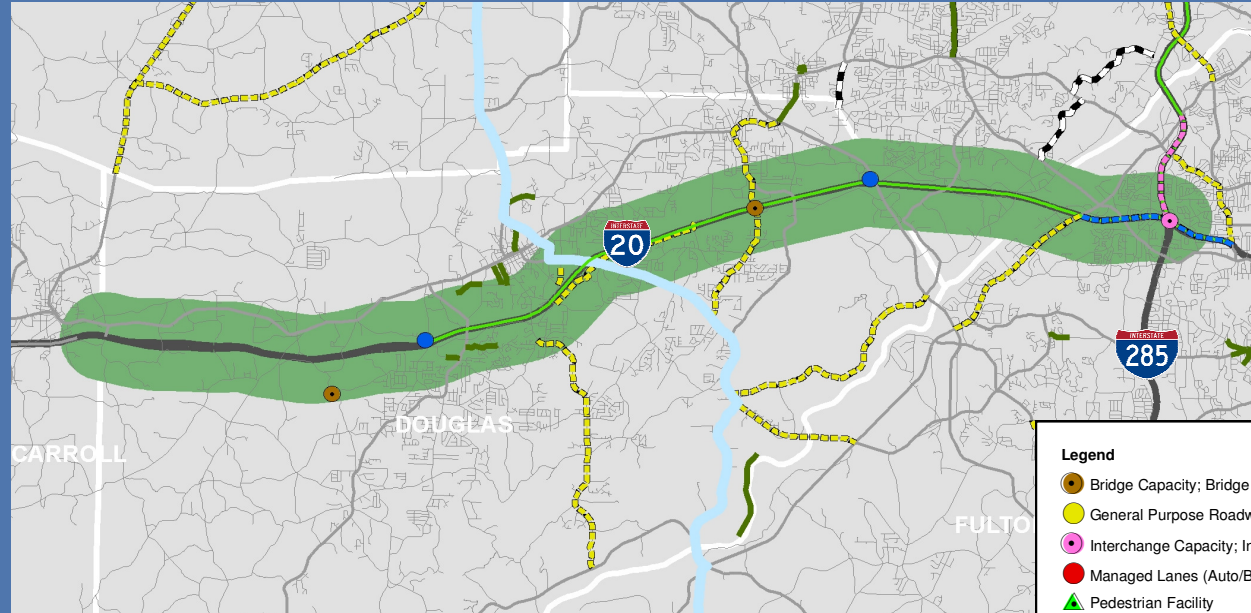 INTERSTATE
20
INTERSTATE
285
DOUGLAS
CARROLL
FULTO
Legend
Bridge Capacity; Bridge
General Purpose Roadw
Interchange Capacity; In
Managed Lanes (Auto/B
Pedestrian Facility